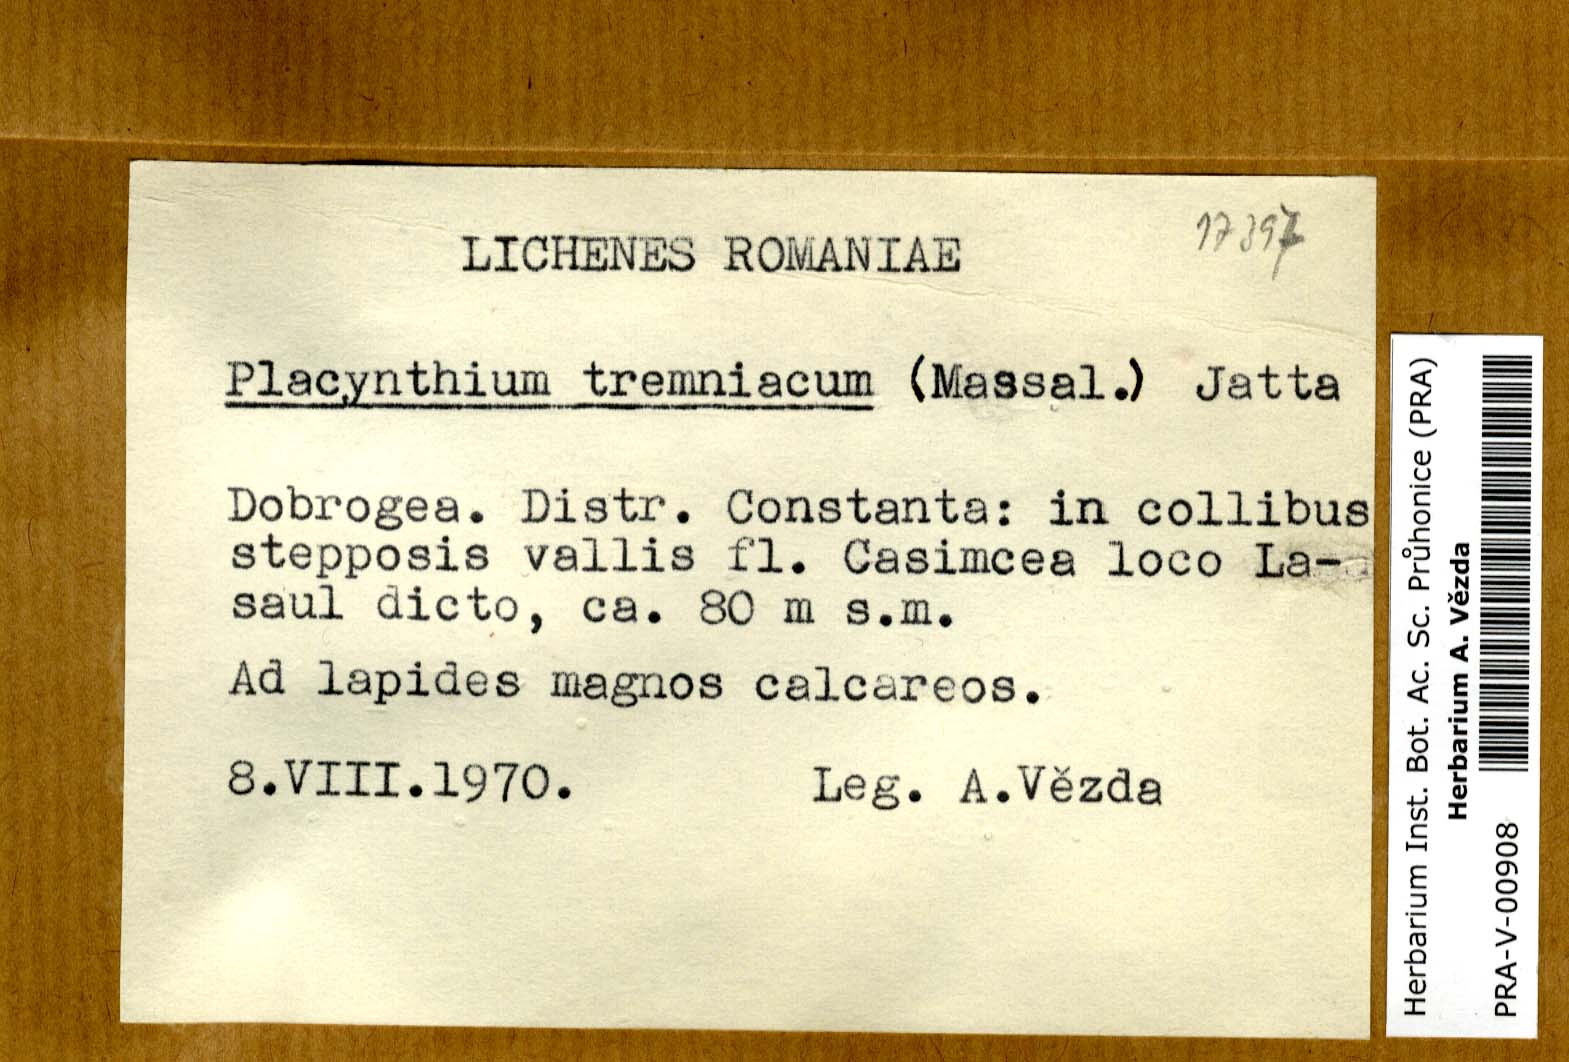 17397
LICHENES ROMANIAE
Placynthium tremniacum (Massal.) Jatta
Dobrogea. Distr. Constanta: in collibus
stepposis vallis fl. Casimcea loco La-
saul dicto, ca. 80 m s.m.
Ad lapides magnos calcareos.
8.VIII.1970. Leg. A.Vězda
Herbarium Inst. Bot. Ac. Sc. Průhonice (PRA)
Herbarium A. Vězda
PRA-V-00908